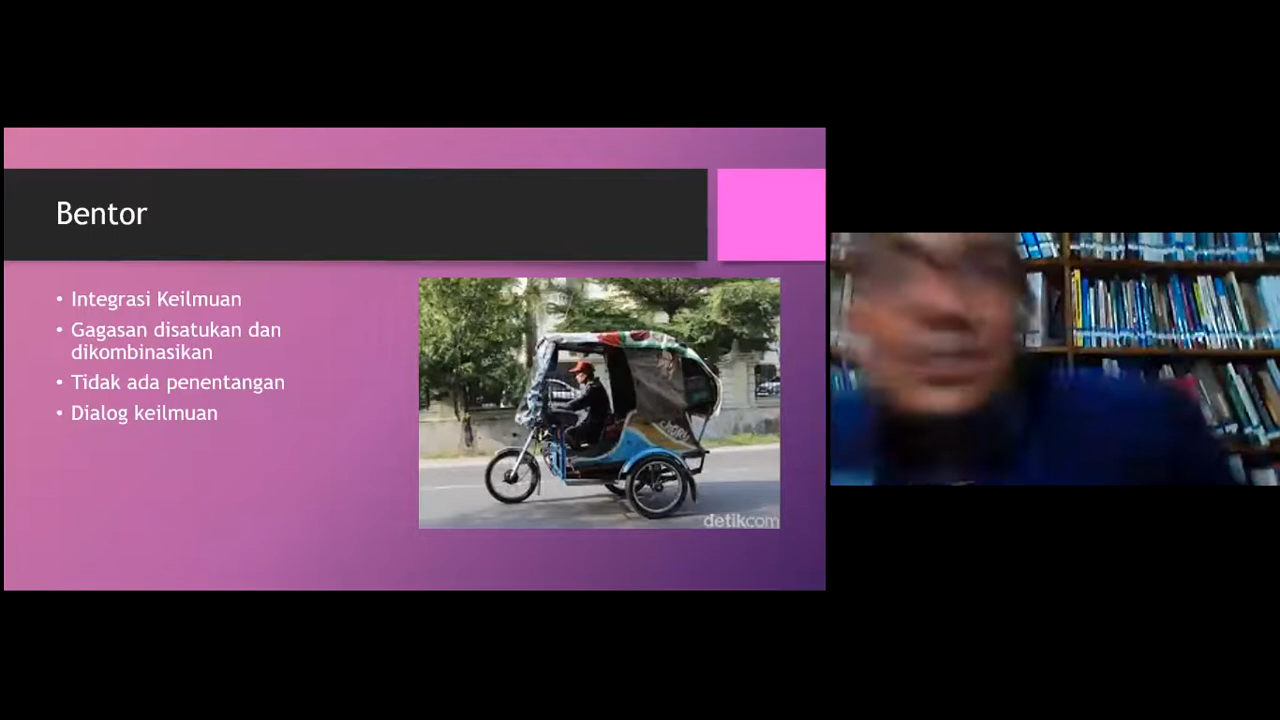 Bentor
• Integrasi Keilmuan
• Gagasan disatukan dan
dikombinasikan
• Tidak ada penentangan
• Dialog keilmuan
detikcom